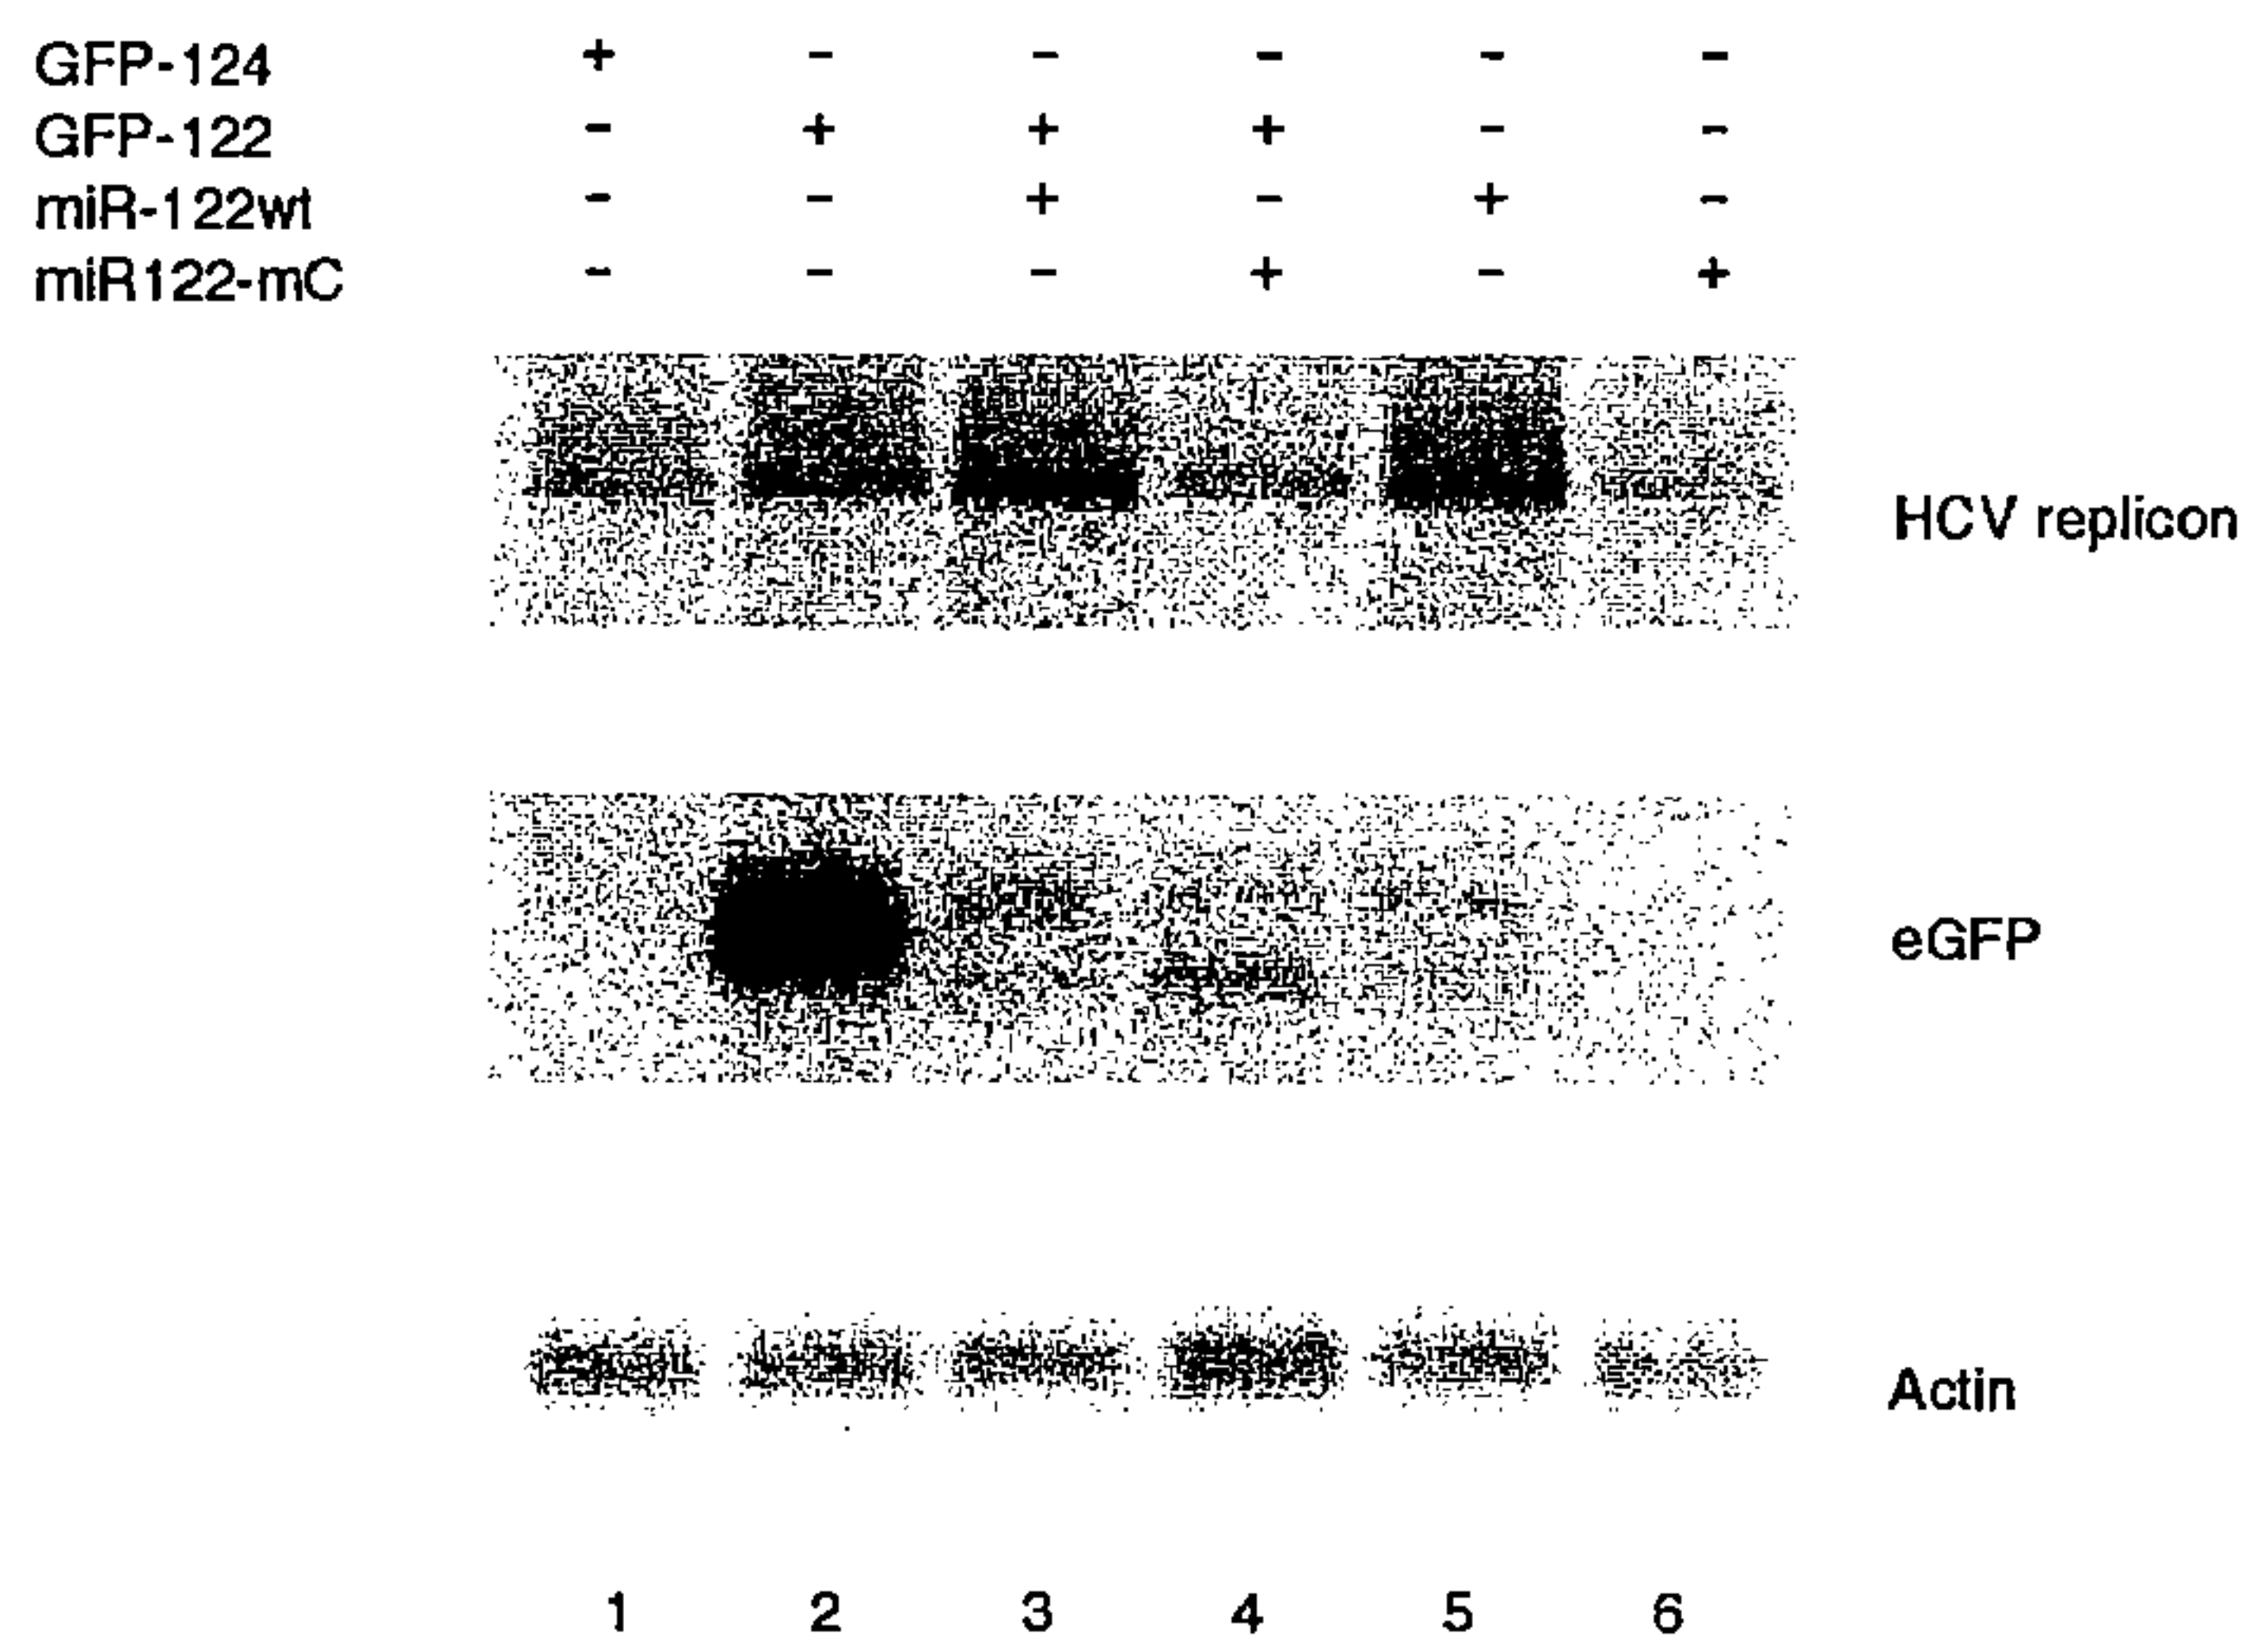 GFP-124 + - - - - -
GFP-122 - + + + - -
miR-122wt - - + - + -
miR122-mC - - - + - +
HCV replicon
eGFP
Actin
1 2 3 4 5 6